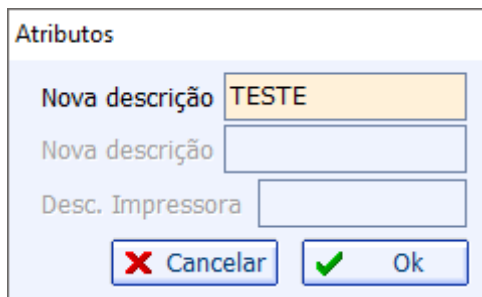 Atributos
Nova descrição TESTE
Nova descrição
Desc. Impressora
Cancelar Ok